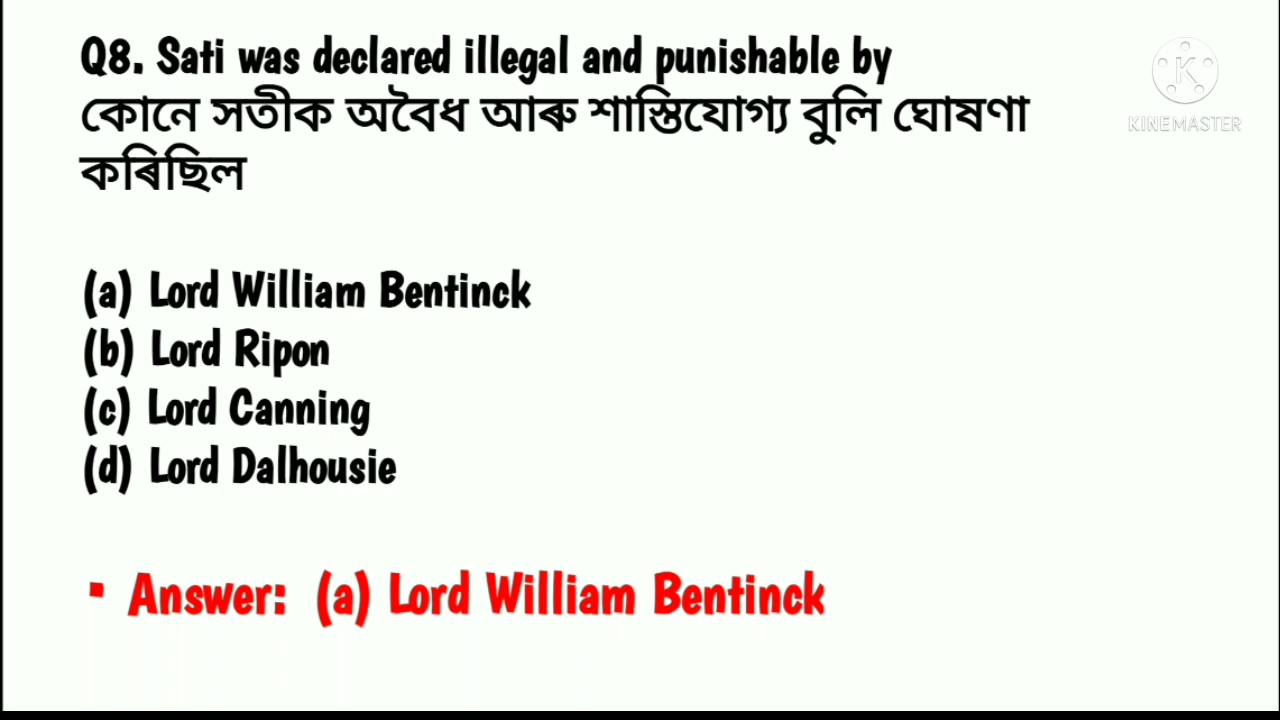 Q8. Sati was declared illegal and punishable by
কোনে সতীক অবৈধ আৰু শাস্তিযোগ্য বুলি ঘোষণা
কৰিছিল
(a) Lord William Bentinck
(b) Lord Ripon
(c) Lord Canning
(d) Lord Dalhousie
▪ Answer: (a) Lord William Bentinck
K
KINEMASTER